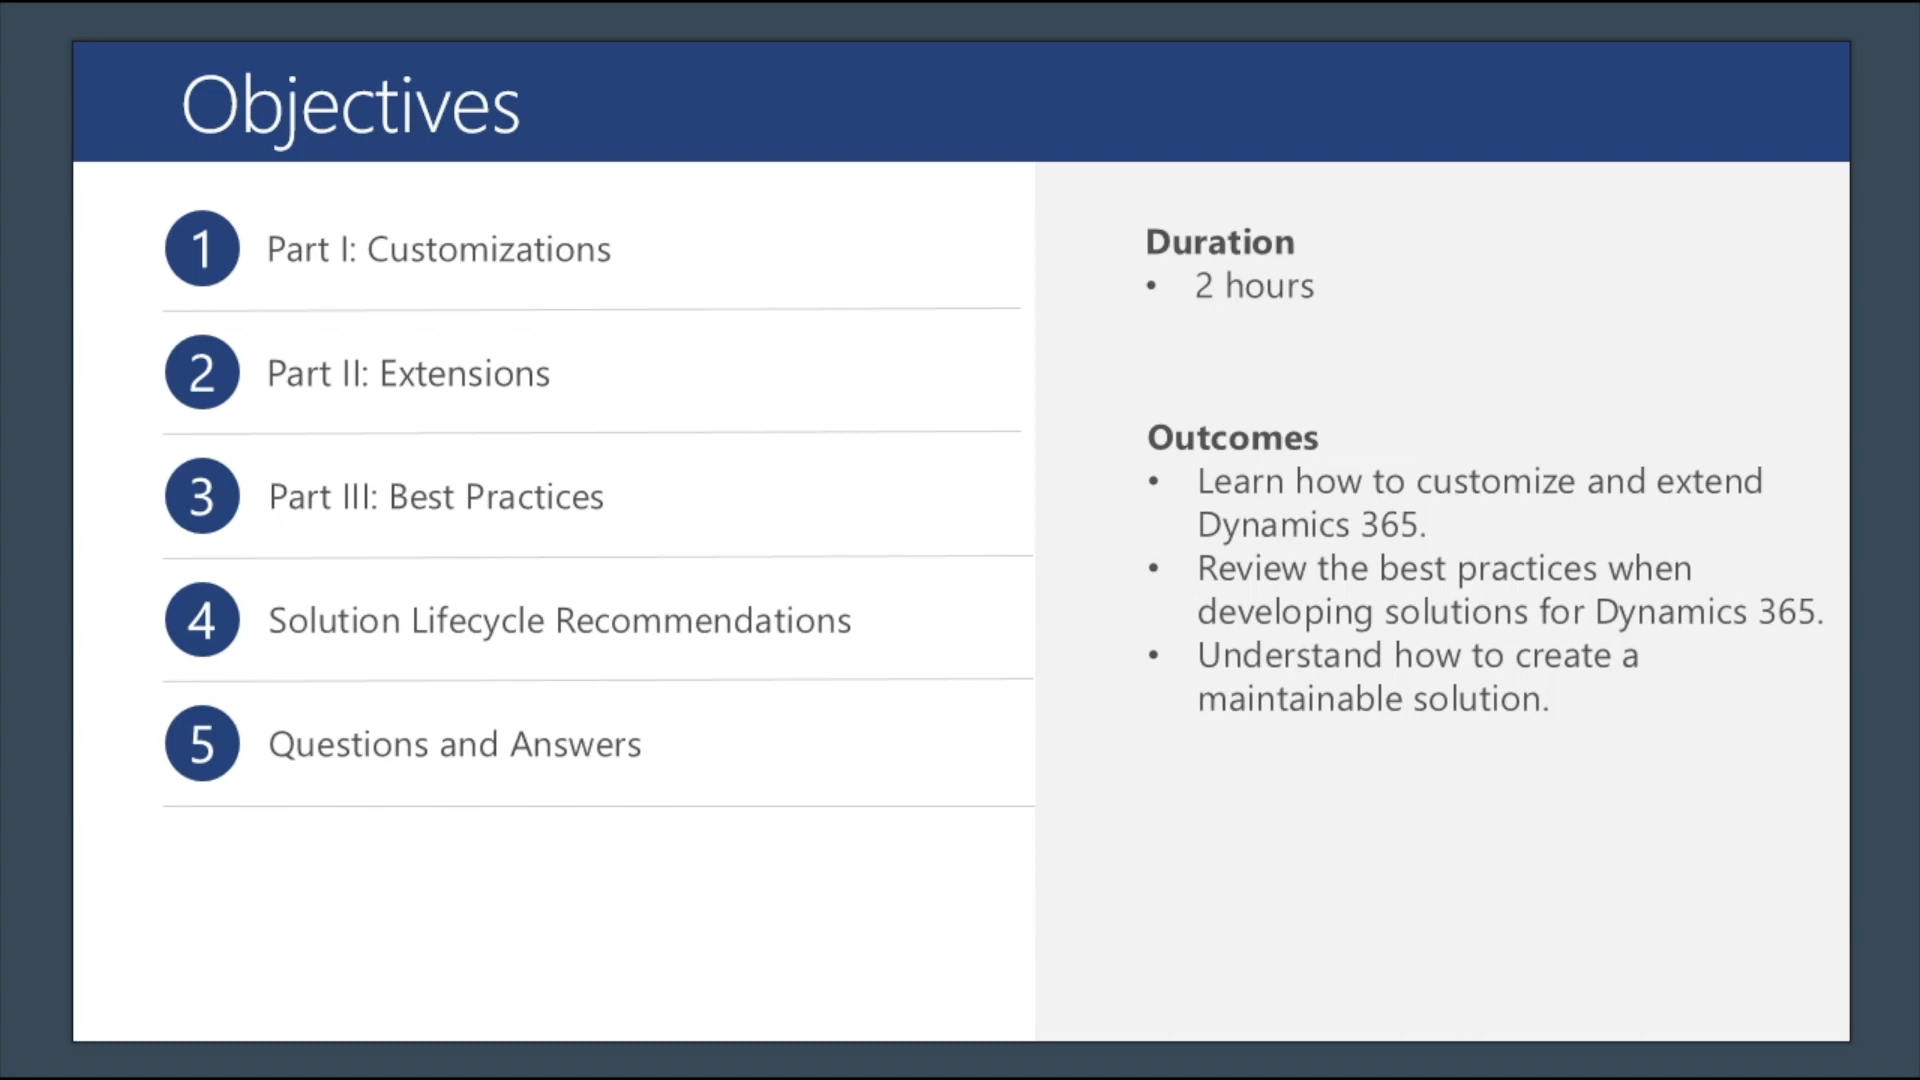 Objectives
1 Part I: Customizations
2 Part II: Extensions
3 Part III: Best Practices
4 Solution Lifecycle Recommendations
5 Questions and Answers
Duration
• 2 hours
Outcomes
• Learn how to customize and extend
Dynamics 365.
• Review the best practices when
developing solutions for Dynamics 365.
• Understand how to create a
maintainable solution.